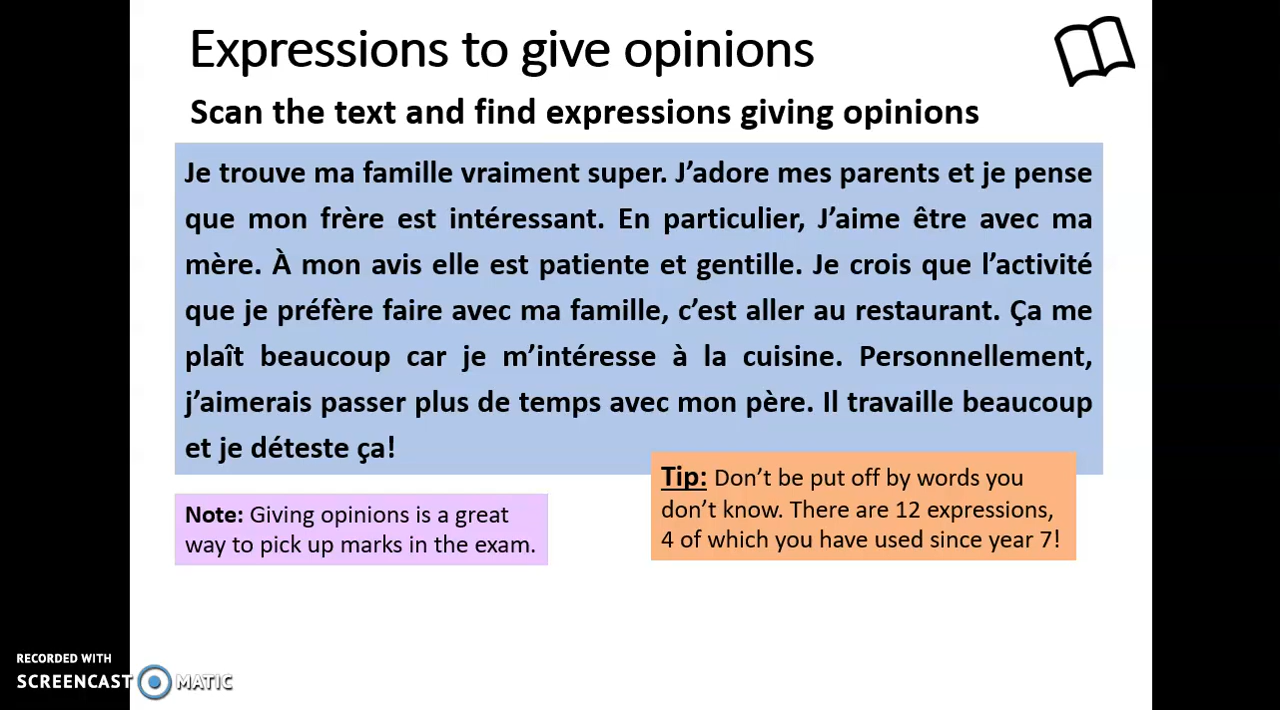 Expressions to give opinions
Scan the text and find expressions giving opinions
Je trouve ma famille vraiment super. J’adore mes parents et je pense
que mon frère est intéressant. En particulier, J’aime être avec ma
mère. À mon avis elle est patiente et gentille. Je crois que l’activité
que je préfère faire avec ma famille, c’est aller au restaurant. Ça me
plaît beaucoup car je m’intéresse à la cuisine. Personnellement,
j’aimerais passer plus de temps avec mon père. Il travaille beaucoup
et je déteste ça!
Tip: Don’t be put off by words you
don’t know. There are 12 expressions,
4 of which you have used since year 7!
Note: Giving opinions is a great
way to pick up marks in the exam.
RECORDED WITH
SCREENCAST MATIC